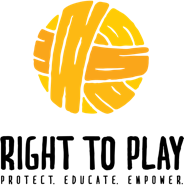 RIGHT TO PLAY
PROTECT. EDUCATE. EMPOWER.